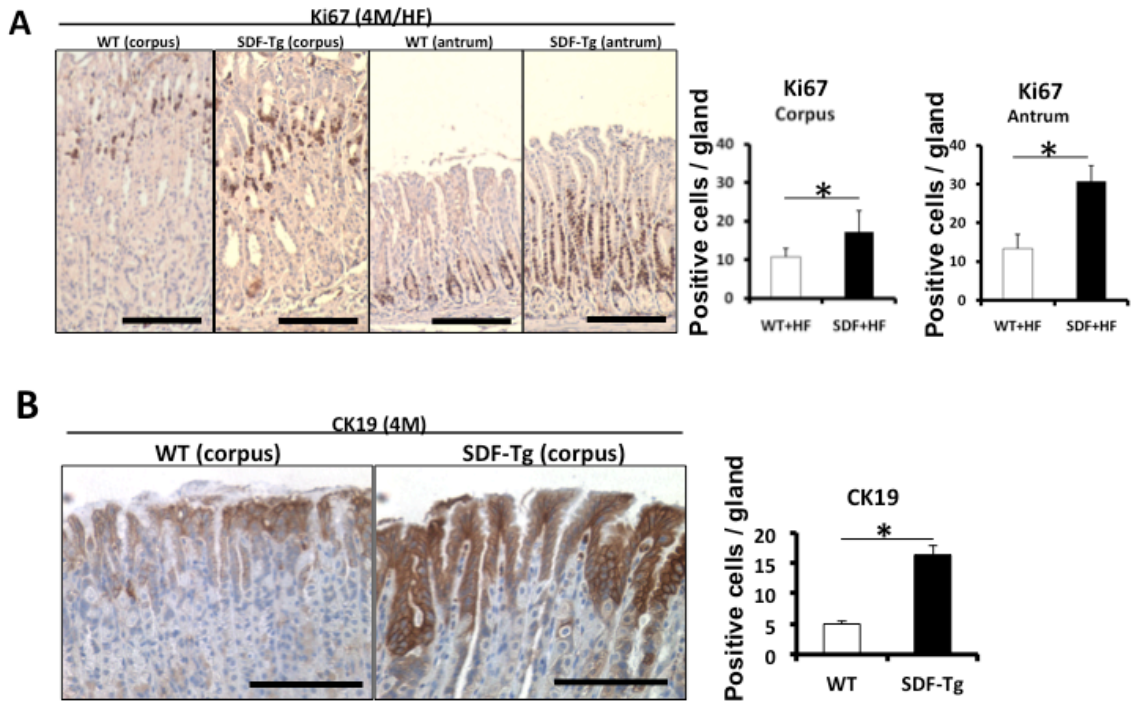 A
Ki67 (4M/HF)
WT (corpus)
SDF-Tg (corpus)
WT (antrum)
SDF-Tg (antrum)
Ki67
Corpus
Positive cells / gland
40
30
20
10
0
*
WT+HF
SDF+HF
Ki67
Antrum
Positive cells / gland
40
30
20
10
0
*
WT+HF
SDF+HF
B
CK19 (4M)
WT (corpus)
SDF-Tg (corpus)
CK19
Positive cells / gland
20
15
10
5
0
*
WT
SDF-Tg